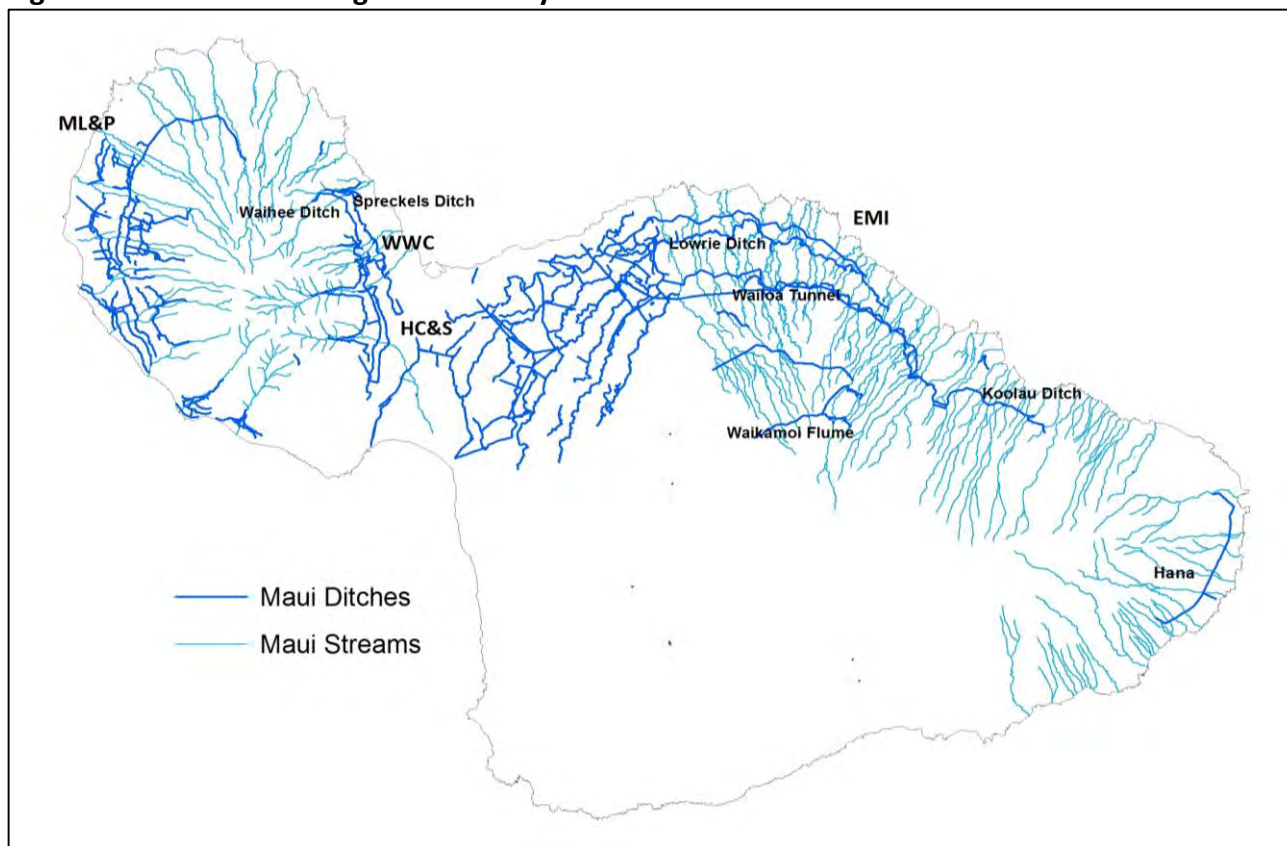 ML&P
Waihee Ditch
Spreckels Ditch
WWC
HC&S
EMI
Lowrie Ditch
Wailoa Tunnel
Koolau Ditch
Waikamoi Flume
Hana
Maui Ditches
Maui Streams